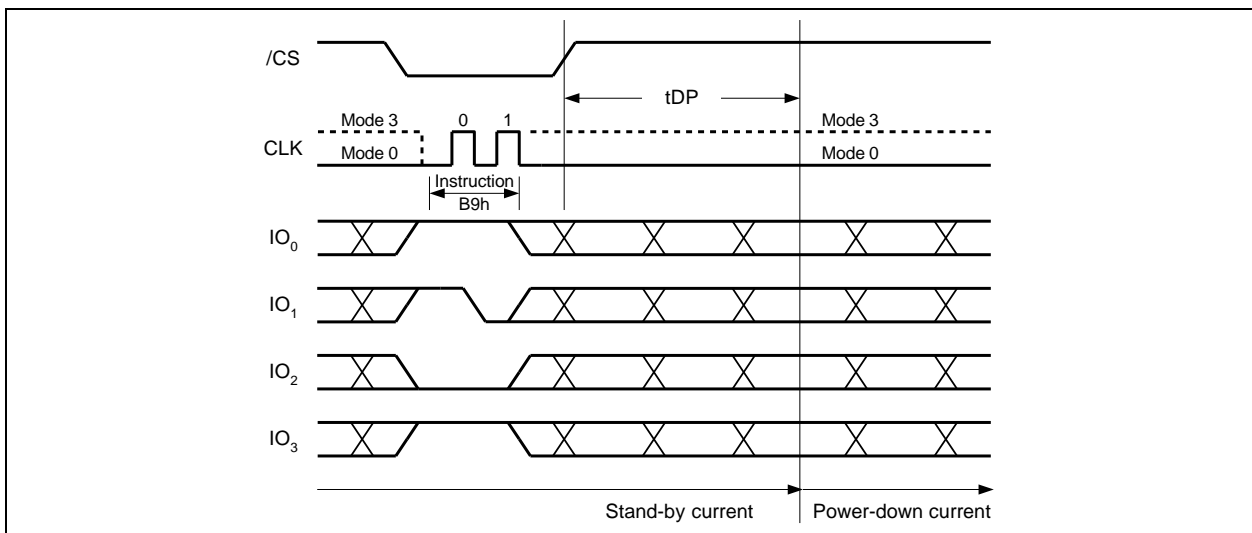 /CS
tDP
Mode 3 0 1 Mode 3
CLK
Mode 0 Mode 0
Instruction
B9h
IO0
IO1
IO2
IO3
Stand-by current Power-down current